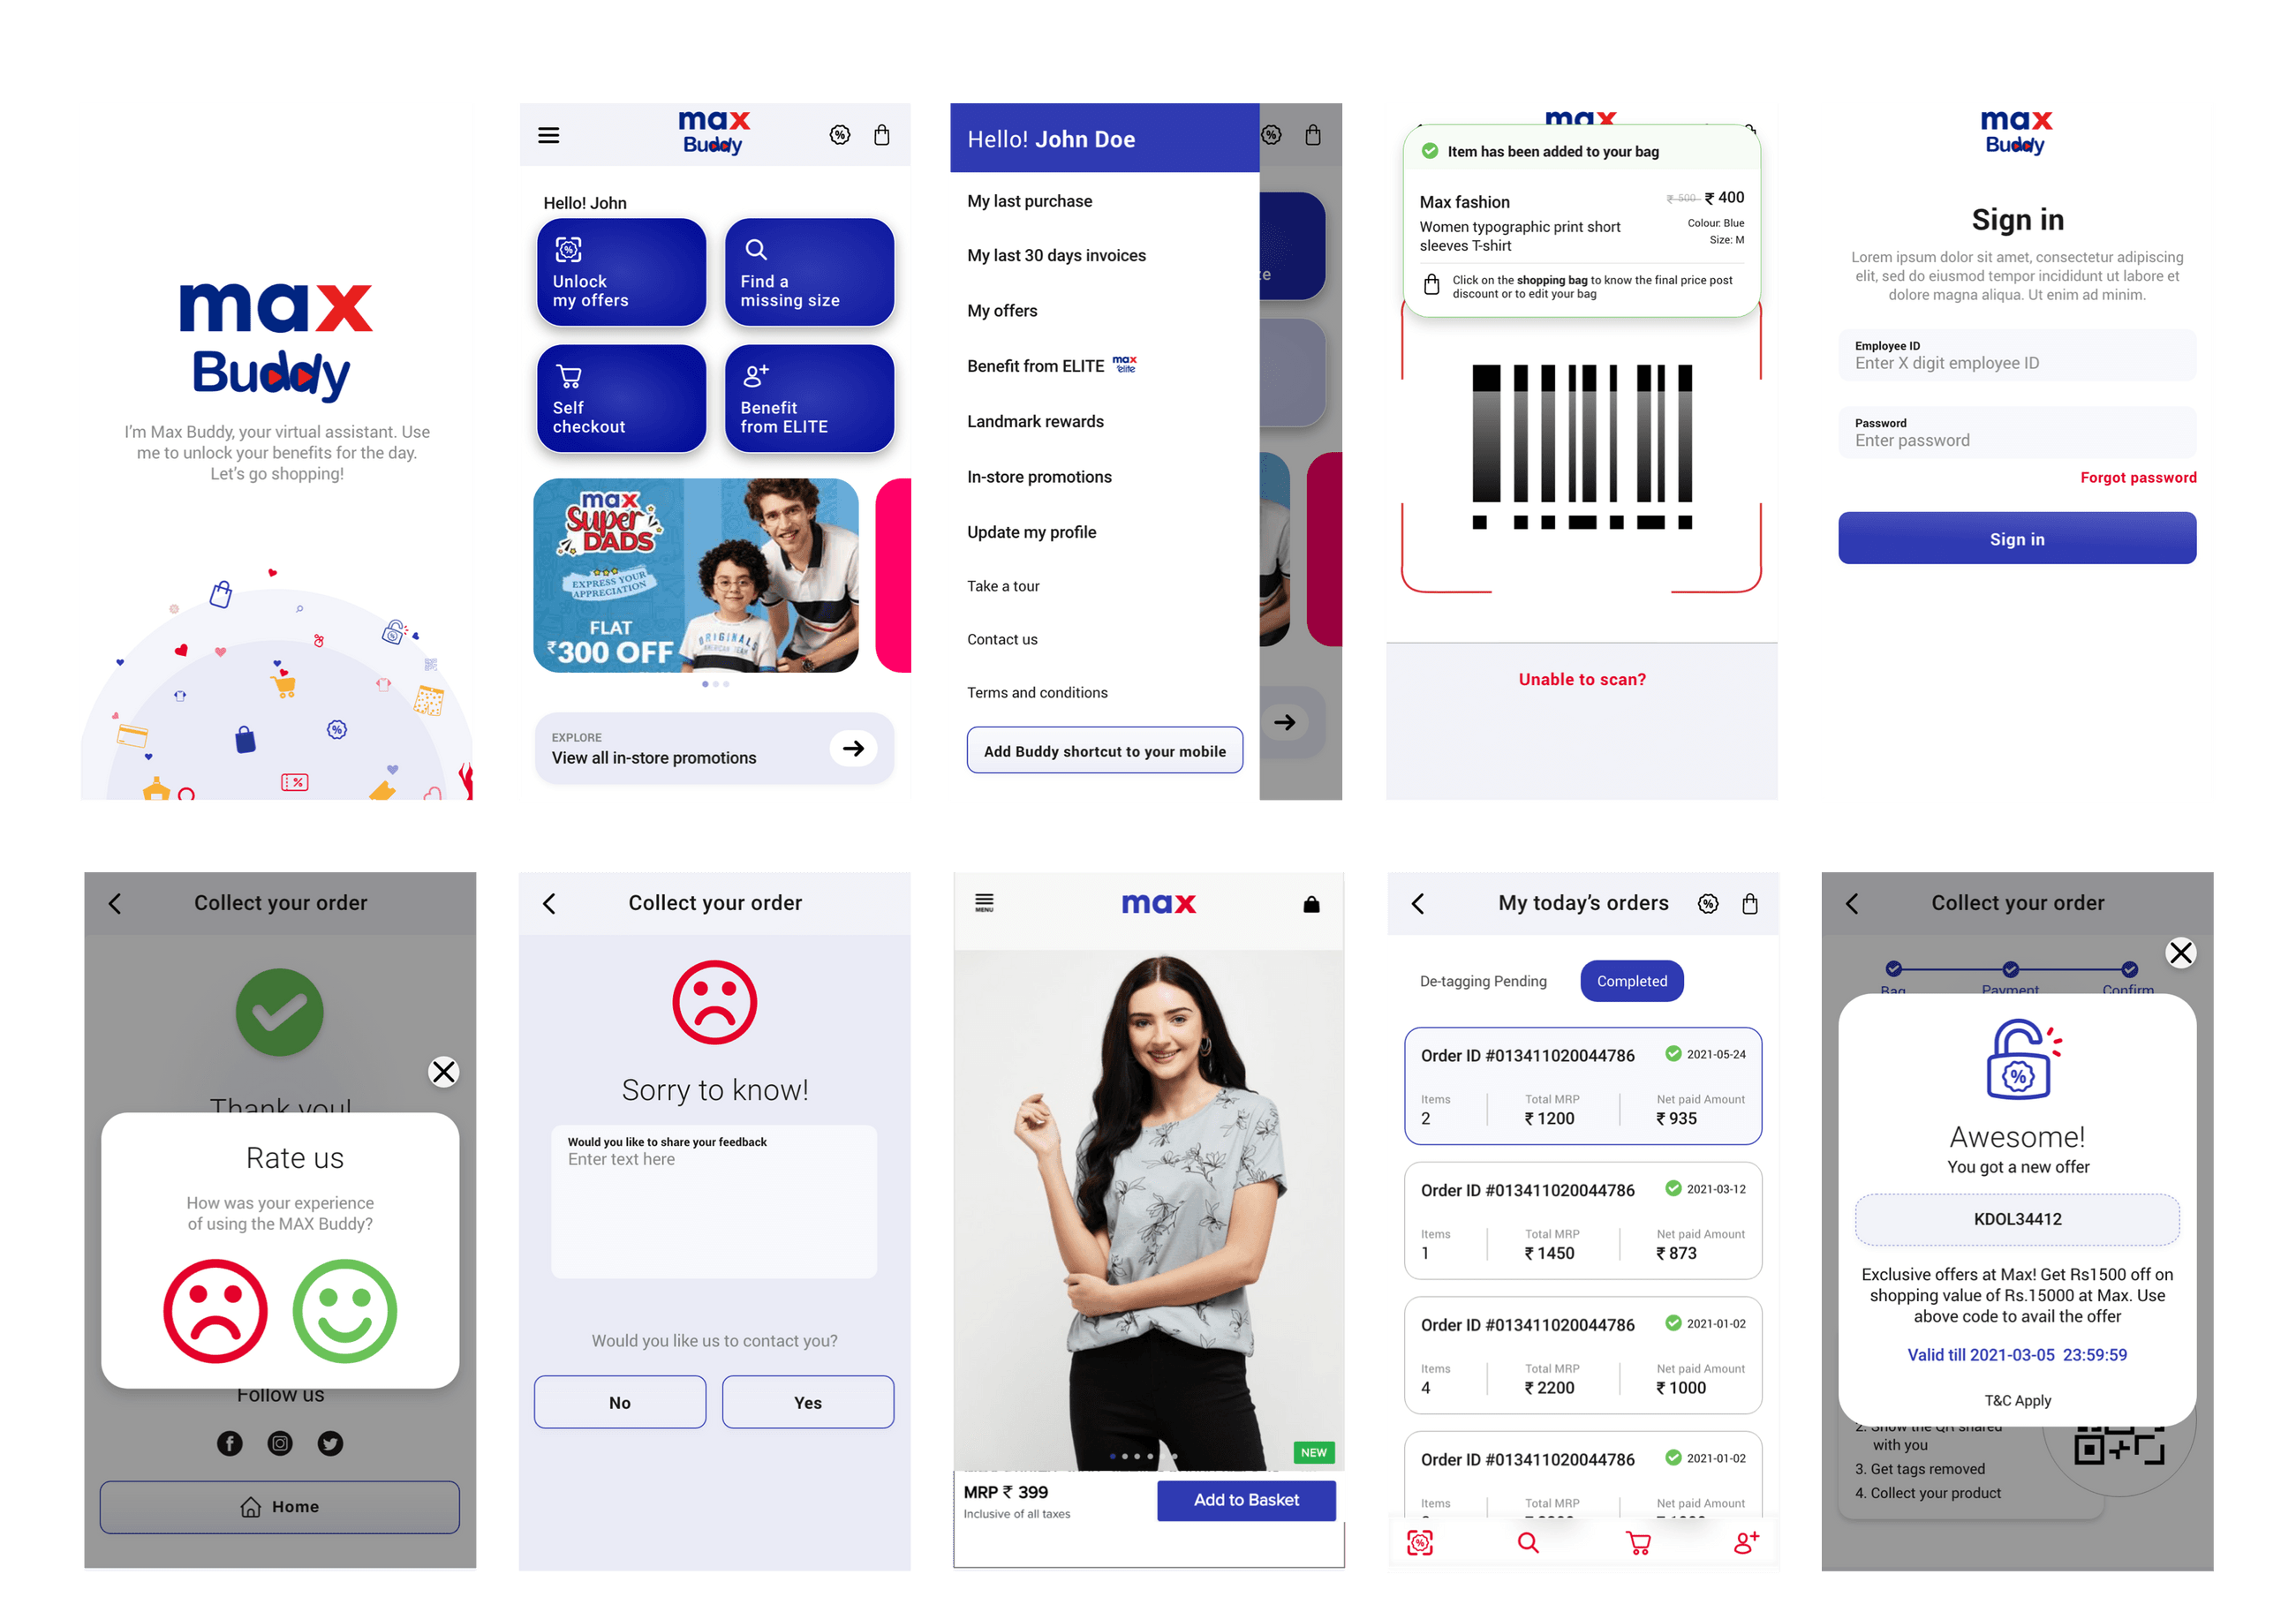 max
Buddy
I'm Max Buddy, your virtual assistant. Use
me to unlock your benefits for the day.
Let's go shopping!
max
Buddy
Hello! John
Unlock
my offers
Find a
missing size
Self
checkout
Benefit
from ELITE
max
Super
DADS
EXPRESS YOUR
APPRECIATION
FLAT
₹300 OFF
ORIGINAL
AMERICAN TEAM
EXPLORE
View all in-store promotions
Hello! John Doe
My last purchase
My last 30 days invoices
My offers
Benefit from ELITE max elite
Landmark rewards
In-store promotions
Update my profile
Take a tour
Contact us
Terms and conditions
Add Buddy shortcut to your mobile
max
Item has been added to your bag
Max fashion ₹ 500 ₹ 400
Women typographic print short
sleeves T-shirt
Colour: Blue
Size: M
Click on the shopping bag to know the final price post
discount or to edit your bag
Unable to scan?
max
Buddy
Sign in
Lorem ipsum dolor sit amet, consectetur adipiscing
elit, sed do eiusmod tempor incididunt ut labore et
dolore magna aliqua. Ut enim ad minim.
Employee ID
Enter X digit employee ID
Password
Enter password
Forgot password
Sign in
Collect your order
Thank you!
Rate us
How was your experience
of using the MAX Buddy?
Follow us
Home
Collect your order
Sorry to know!
Would you like to share your feedback
Enter text here
Would you like us to contact you?
No Yes
MENU
max
NEW
MRP ₹ 399
Inclusive of all taxes
Add to Basket
My today's orders
De-tagging Pending Completed
Order ID #013411020044786 2021-05-24
Items Total MRP Net paid Amount
2 ₹ 1200 ₹ 935
Order ID #013411020044786 2021-03-12
Items Total MRP Net paid Amount
1 ₹ 1450 ₹ 873
Order ID #013411020044786 2021-01-02
Items Total MRP Net paid Amount
4 ₹ 2200 ₹ 1000
Order ID #013411020044786 2021-01-02
Items Total MRP Net paid Amount
Collect your order
Bag Payment Confirm
Awesome!
You got a new offer
KDOL34412
Exclusive offers at Max! Get Rs1500 off on
shopping value of Rs.15000 at Max. Use
above code to avail the offer
Valid till 2021-03-05 23:59:59
T&C Apply
2. Show the QR shared
with you
3. Get tags removed
4. Collect your product